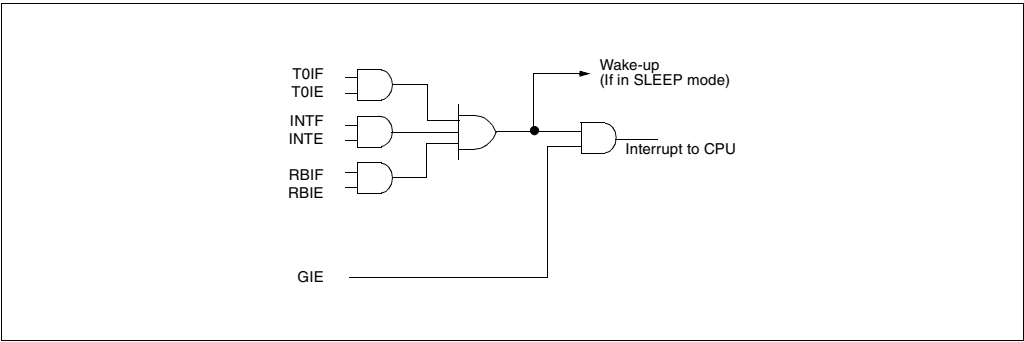 T0IF
T0IE
INTF
INTE
RBIF
RBIE
GIE
Wake-up
(If in SLEEP mode)
Interrupt to CPU